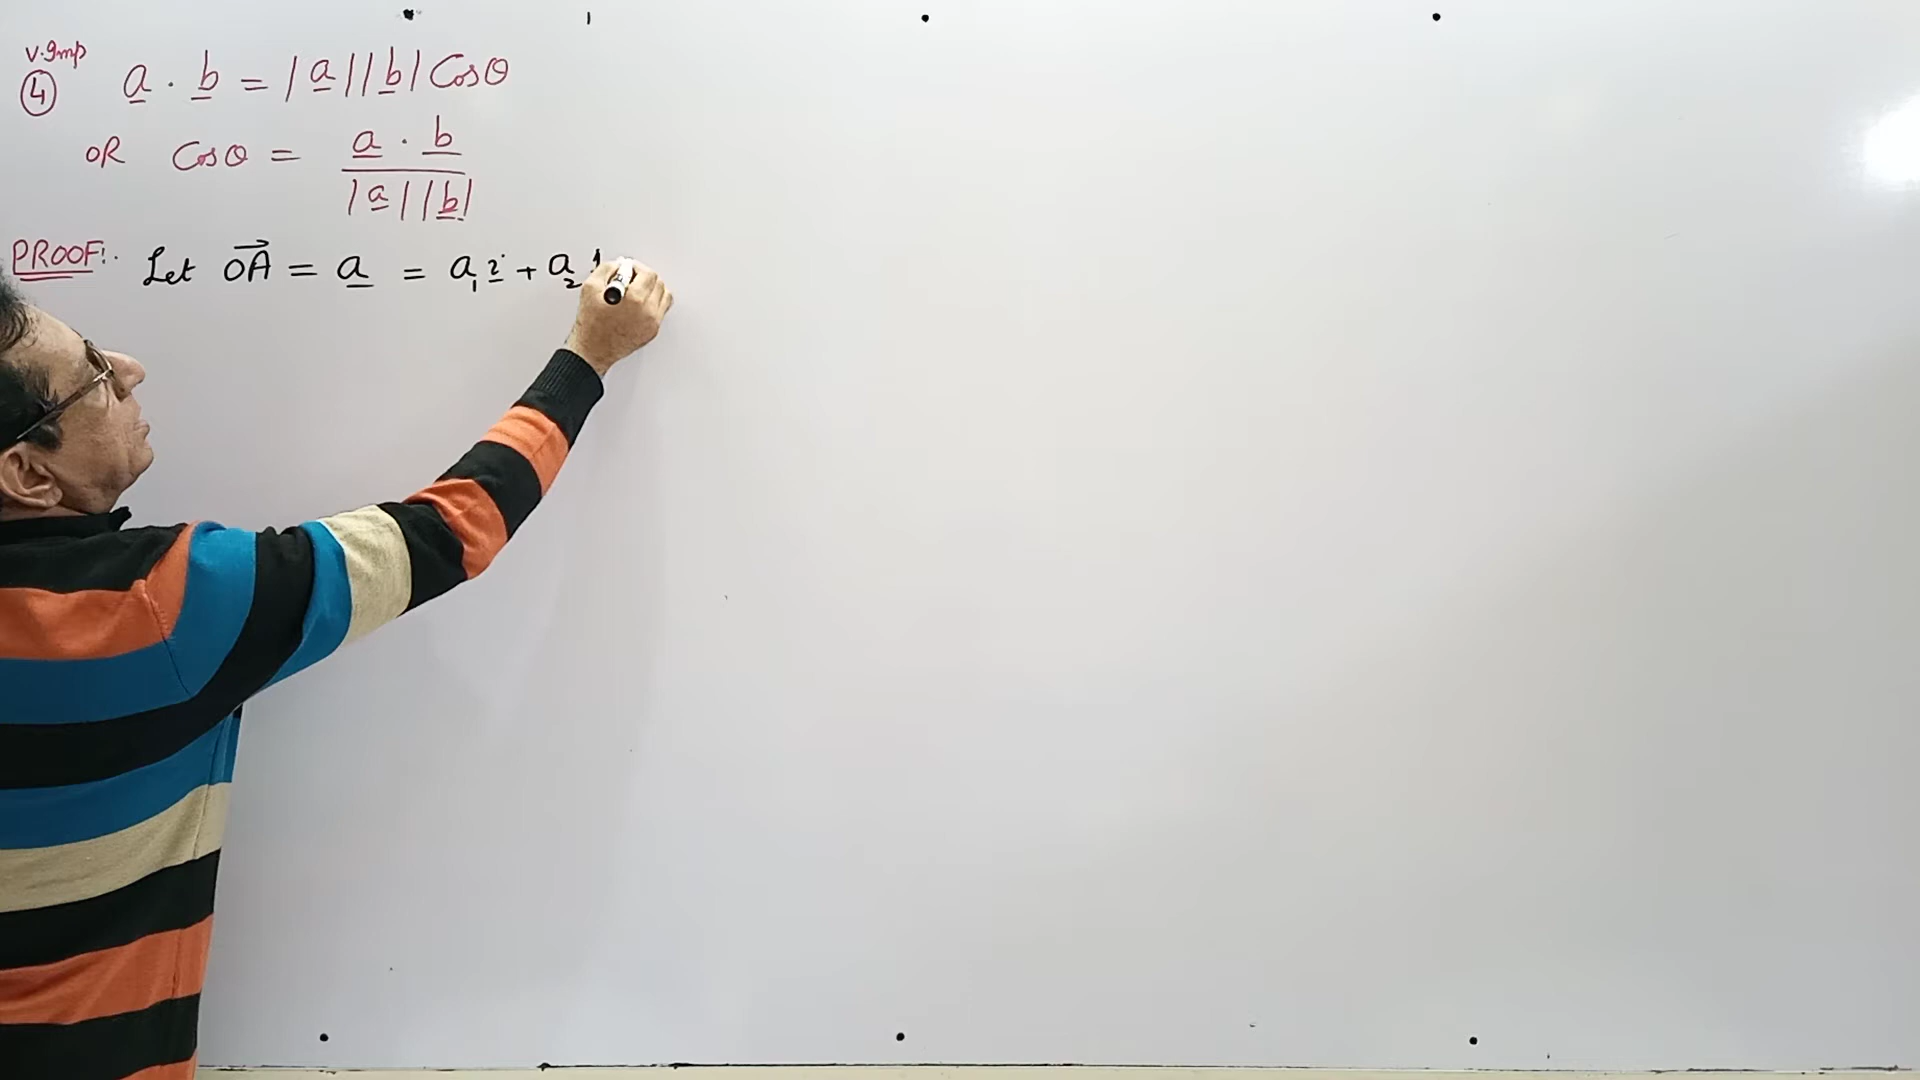 V.Imp
④ a · b = |a||b| Cosθ
OR Cosθ = a · b / |a||b|
PROOF:- Let OA = a = a₁i + a₂